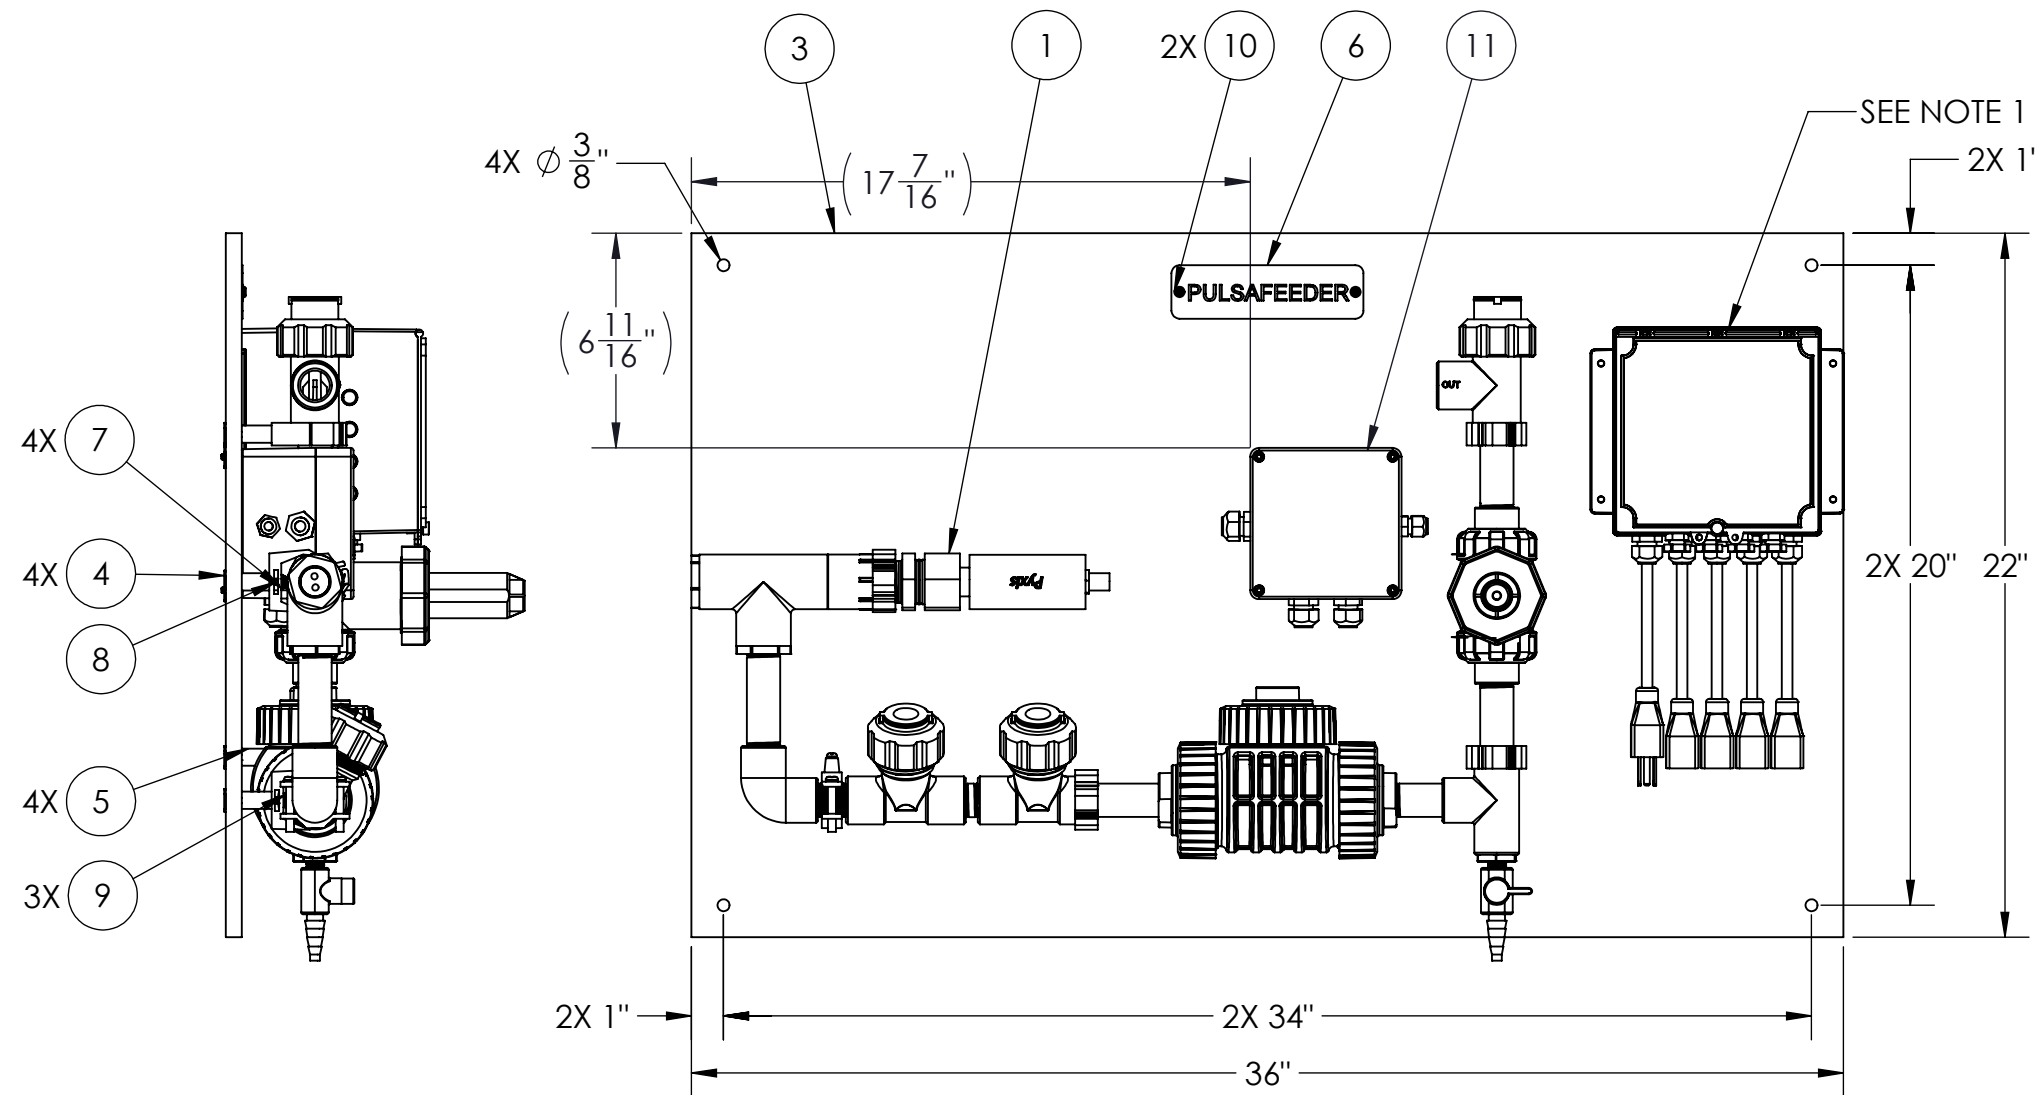 3
1
2X 10
6
11
SEE NOTE 1
4X ∅ 3/8"
(17 7/16")
2X 1"
PULSAFEEDER
(6 11/16")
OUT
4X 7
4X 4
8
Pyxis
2X 20"
22"
4X 5
3X 9
2X 1"
2X 34"
36"